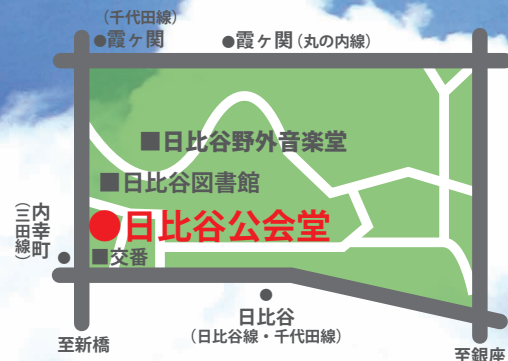 (千代田線)
●霞ヶ関
●霞ヶ関(丸の内線)
■日比谷野外音楽堂
■日比谷図書館
●日比谷公会堂
■交番
内幸町
(三田線)
●
日比谷
(日比谷線・千代田線)
至新橋
至銀座